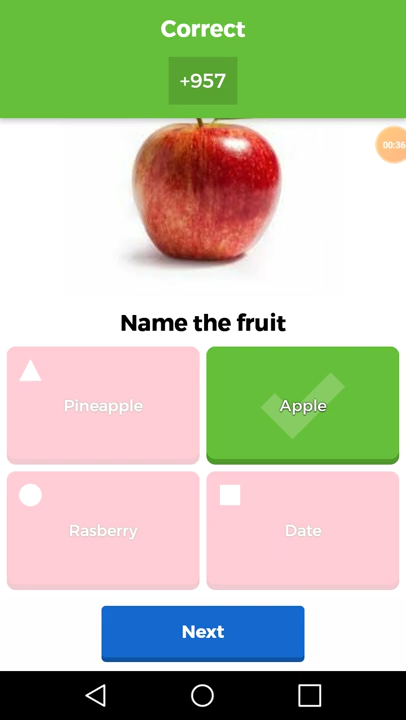 Correct
+957
00:36
Name the fruit
Pineapple
Apple
Rasberry
Date
Next